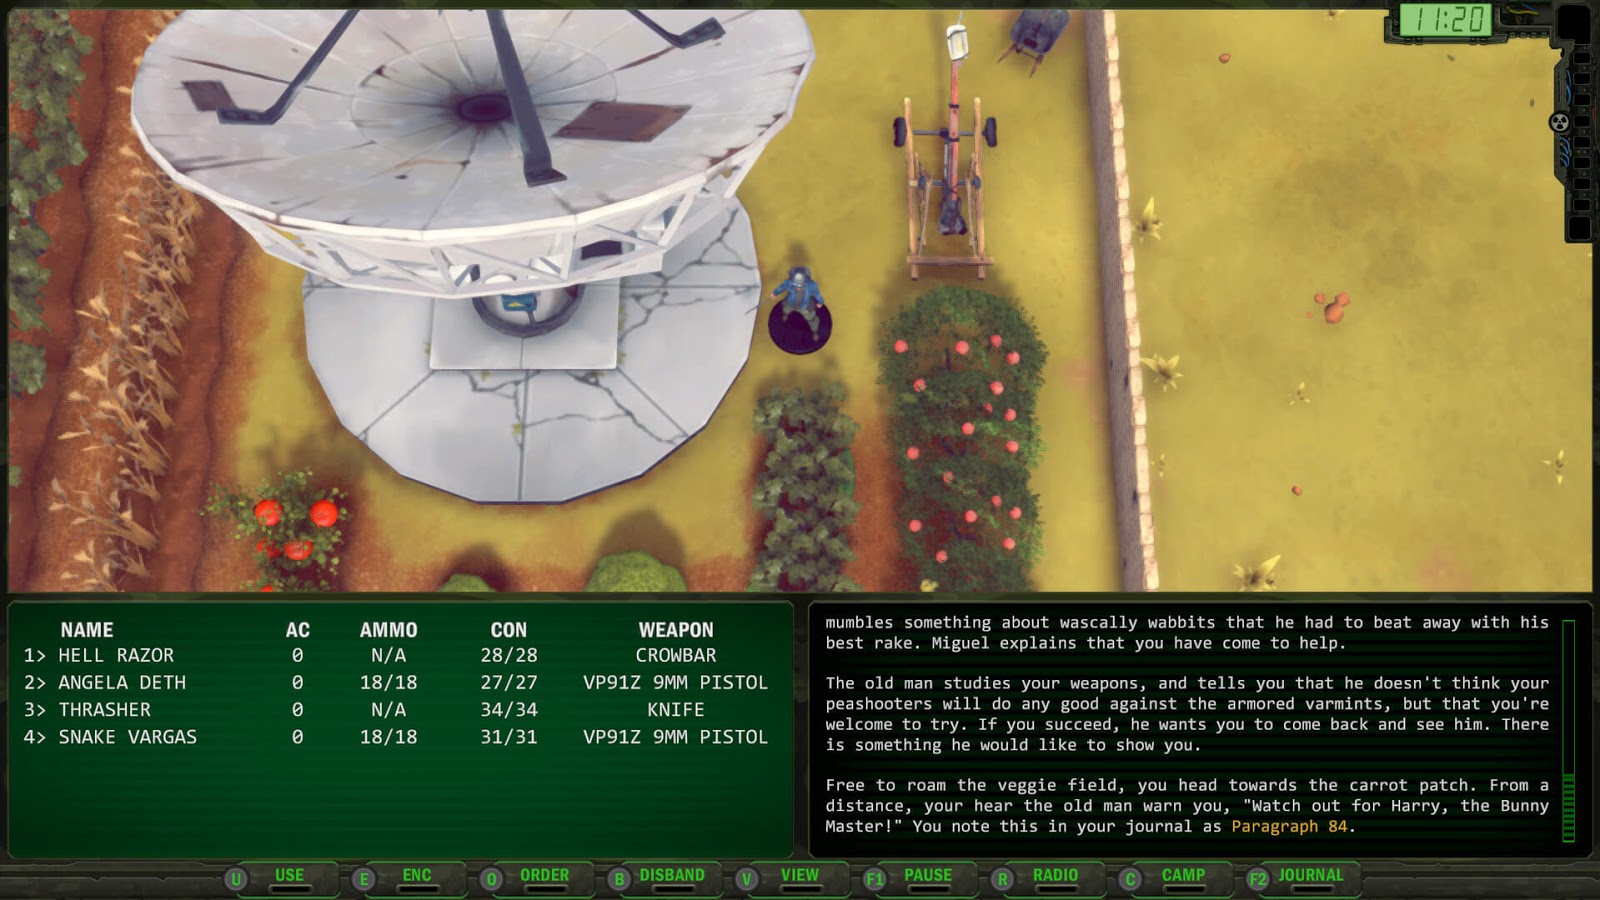 11:20
NAME AC AMMO CON WEAPON
1> HELL RAZOR 0 N/A 28/28 CROWBAR
2> ANGELA DETH 0 18/18 27/27 VP91Z 9MM PISTOL
3> THRASHER 0 N/A 34/34 KNIFE
4> SNAKE VARGAS 0 18/18 31/31 VP91Z 9MM PISTOL
mumbles something about wascally wabbits that he had to beat away with his
best rake. Miguel explains that you have come to help.
The old man studies your weapons, and tells you that he doesn't think your
peashooters will do any good against the armored varmints, but that you're
welcome to try. If you succeed, he wants you to come back and see him. There
is something he would like to show you.
Free to roam the veggie field, you head towards the carrot patch. From a
distance, your hear the old man warn you, "Watch out for Harry, the Bunny
Master!" You note this in your journal as Paragraph 84.
U USE E ENC O ORDER B DISBAND V VIEW F1 PAUSE R RADIO C CAMP F2 JOURNAL